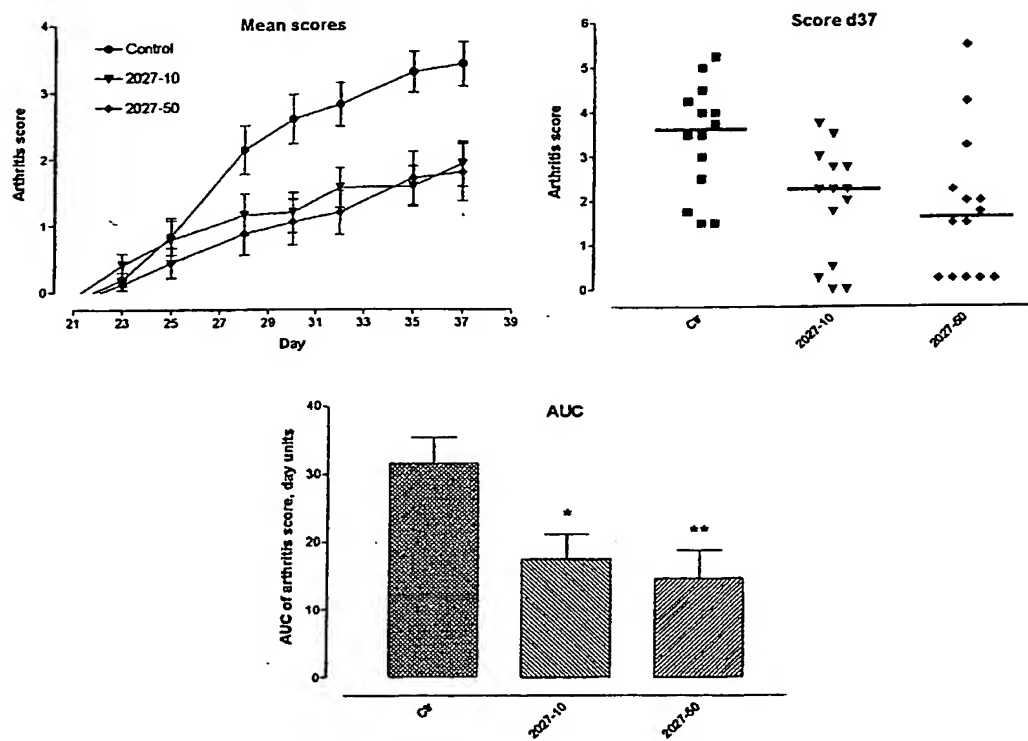 Mean scores
Arthritis score
4
3
2
1
0
Control
2027-10
2027-50
21 23 25 27 29 31 33 35 37 39
Day
Score d37
Arthritis score
6
5
4
3
2
1
0
Ctr
2027-10
2027-50
AUC
AUC of arthritis score, day units
40
30
20
10
0
*
**
Ctr
2027-10
2027-50